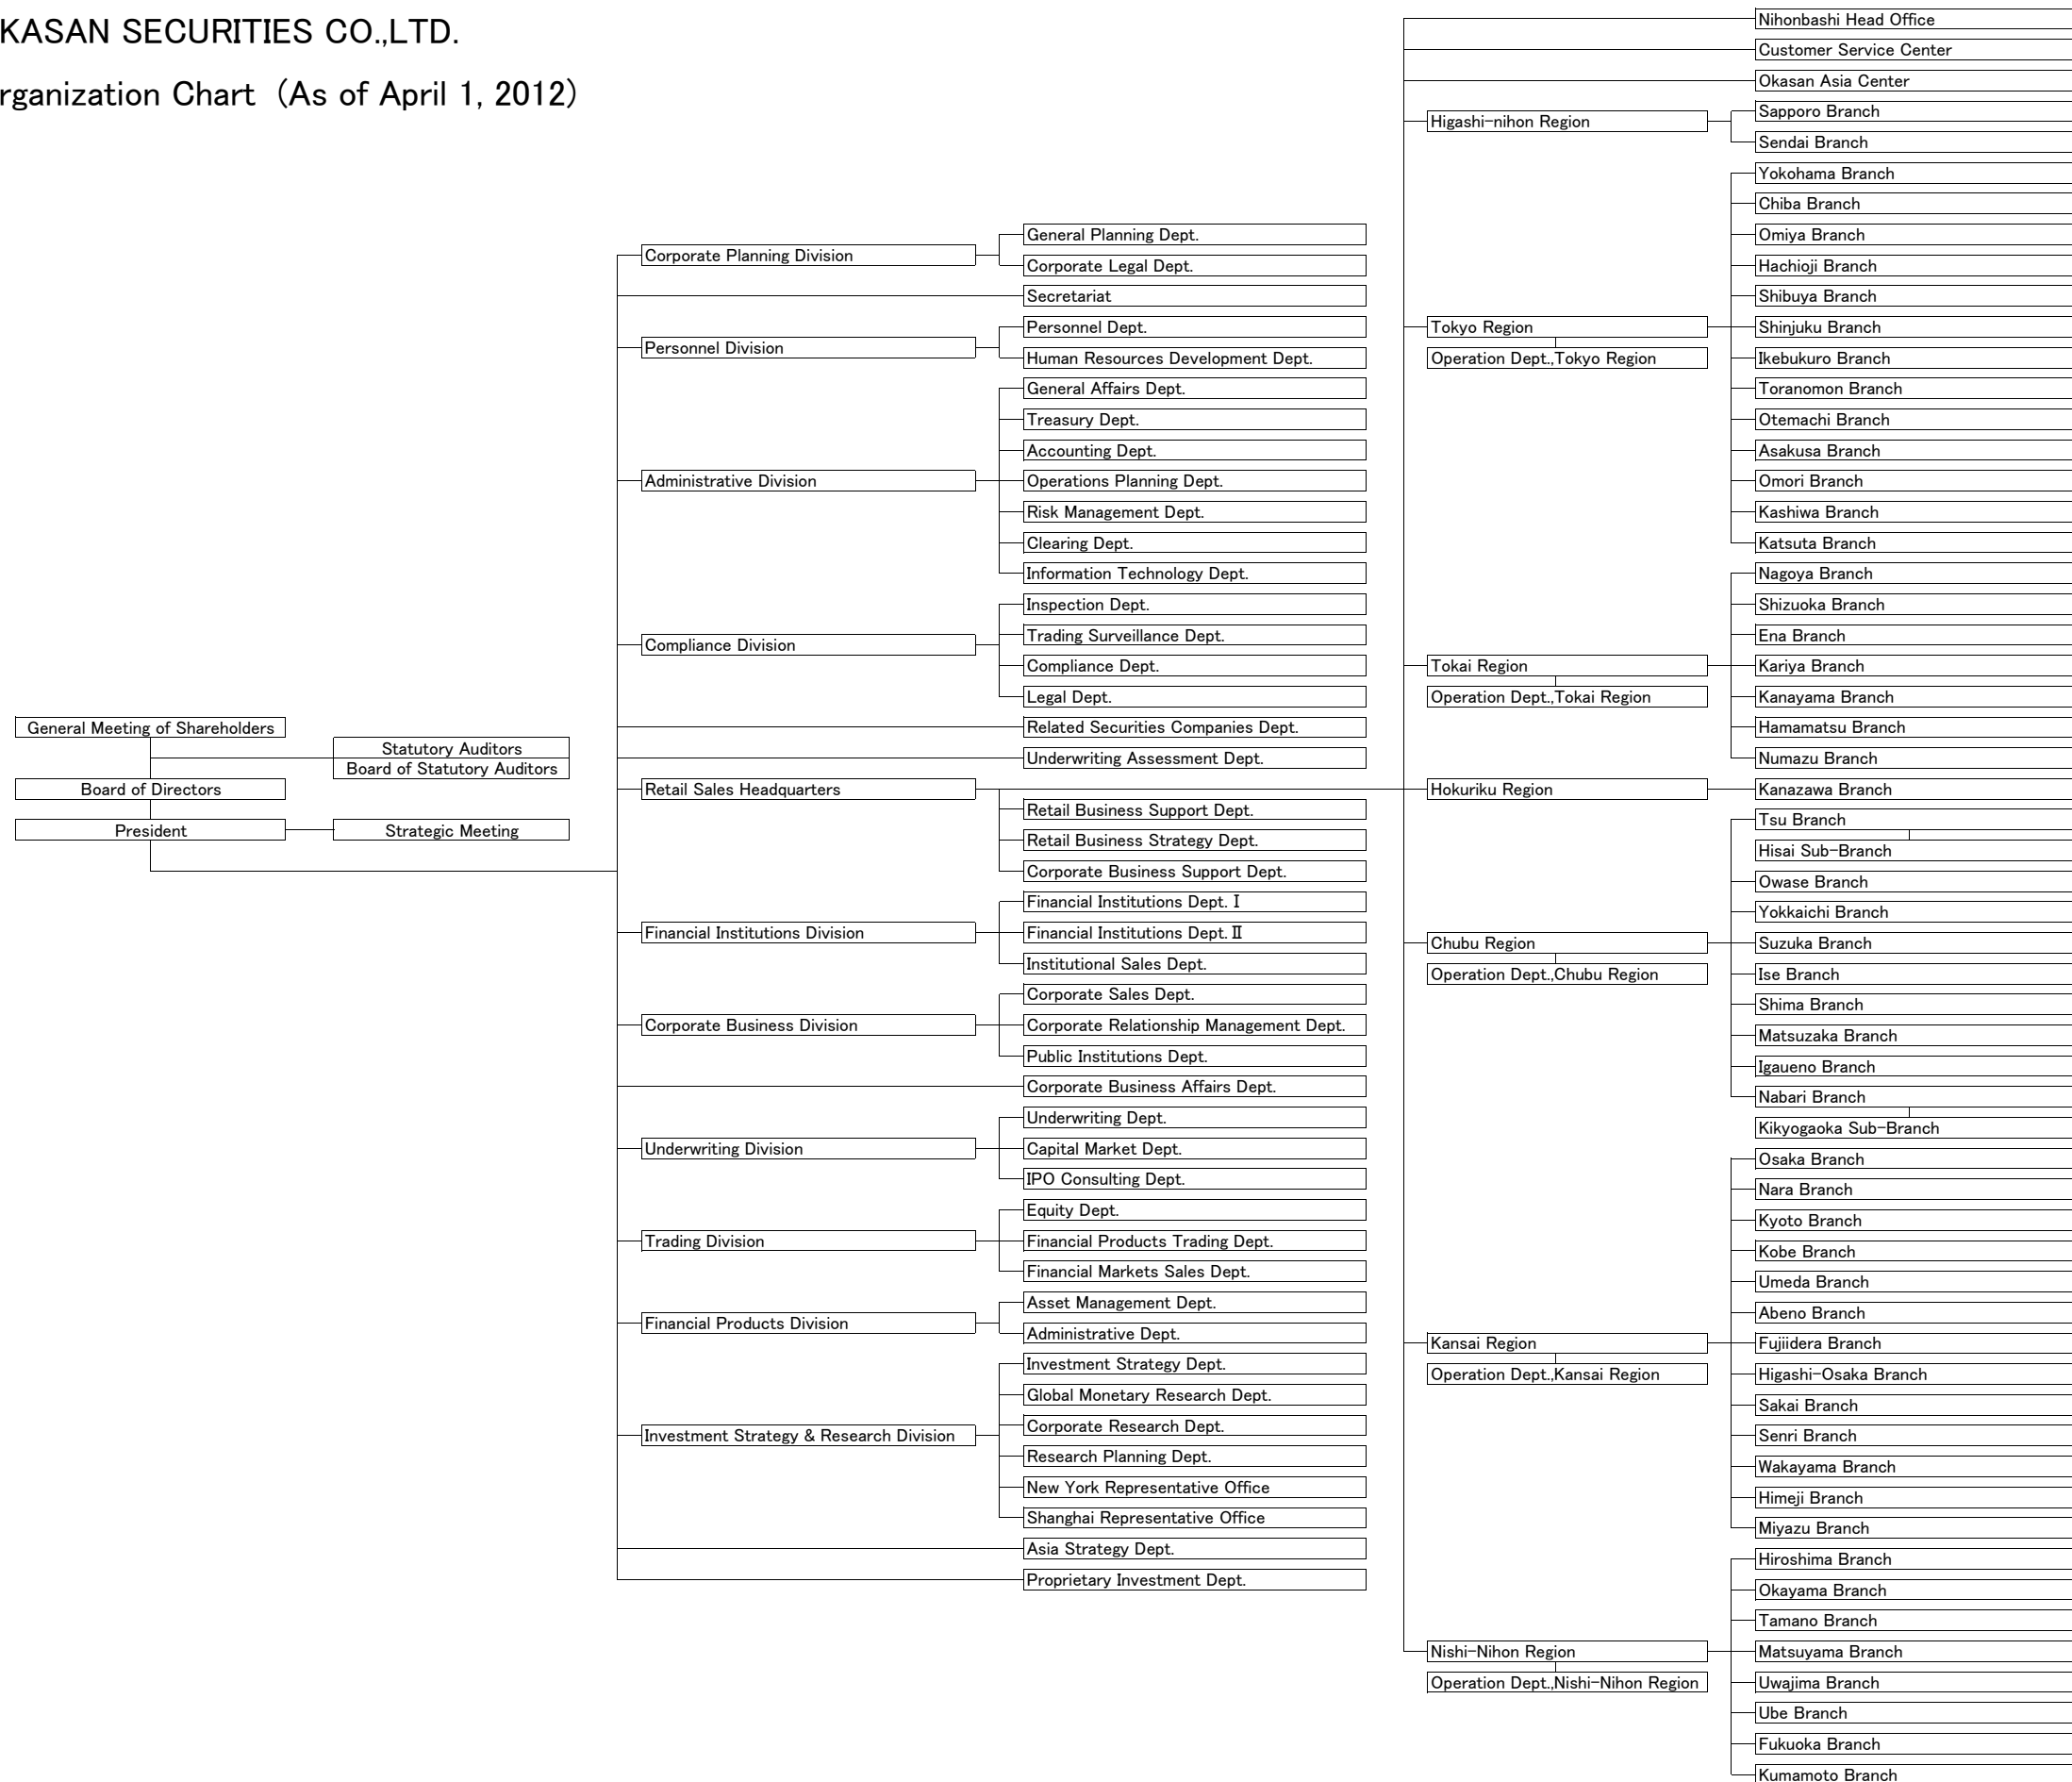 KASAN SECURITIES CO.,LTD.
rganization Chart (As of April 1, 2012)
General Meeting of Shareholders
Statutory Auditors
Board of Statutory Auditors
Board of Directors
President
Strategic Meeting
Corporate Planning Division
General Planning Dept.
Corporate Legal Dept.
Secretariat
Personnel Division
Personnel Dept.
Human Resources Development Dept.
Administrative Division
General Affairs Dept.
Treasury Dept.
Accounting Dept.
Operations Planning Dept.
Risk Management Dept.
Clearing Dept.
Information Technology Dept.
Compliance Division
Inspection Dept.
Trading Surveillance Dept.
Compliance Dept.
Legal Dept.
Related Securities Companies Dept.
Underwriting Assessment Dept.
Retail Sales Headquarters
Retail Business Support Dept.
Retail Business Strategy Dept.
Corporate Business Support Dept.
Financial Institutions Division
Financial Institutions Dept. Ⅰ
Financial Institutions Dept. Ⅱ
Institutional Sales Dept.
Corporate Business Division
Corporate Sales Dept.
Corporate Relationship Management Dept.
Public Institutions Dept.
Corporate Business Affairs Dept.
Underwriting Division
Underwriting Dept.
Capital Market Dept.
IPO Consulting Dept.
Trading Division
Equity Dept.
Financial Products Trading Dept.
Financial Markets Sales Dept.
Financial Products Division
Asset Management Dept.
Administrative Dept.
Investment Strategy & Research Division
Investment Strategy Dept.
Global Monetary Research Dept.
Corporate Research Dept.
Research Planning Dept.
New York Representative Office
Shanghai Representative Office
Asia Strategy Dept.
Proprietary Investment Dept.
Nihonbashi Head Office
Customer Service Center
Okasan Asia Center
Higashi-nihon Region
Sapporo Branch
Sendai Branch
Tokyo Region
Operation Dept.,Tokyo Region
Yokohama Branch
Chiba Branch
Omiya Branch
Hachioji Branch
Shibuya Branch
Shinjuku Branch
Ikebukuro Branch
Toranomon Branch
Otemachi Branch
Asakusa Branch
Omori Branch
Kashiwa Branch
Katsuta Branch
Tokai Region
Operation Dept.,Tokai Region
Nagoya Branch
Shizuoka Branch
Ena Branch
Kariya Branch
Kanayama Branch
Hamamatsu Branch
Numazu Branch
Hokuriku Region
Kanazawa Branch
Chubu Region
Operation Dept.,Chubu Region
Tsu Branch
Hisai Sub-Branch
Owase Branch
Yokkaichi Branch
Suzuka Branch
Ise Branch
Shima Branch
Matsuzaka Branch
Igaueno Branch
Nabari Branch
Kikyogaoka Sub-Branch
Kansai Region
Operation Dept.,Kansai Region
Osaka Branch
Nara Branch
Kyoto Branch
Kobe Branch
Umeda Branch
Abeno Branch
Fujiidera Branch
Higashi-Osaka Branch
Sakai Branch
Senri Branch
Wakayama Branch
Himeji Branch
Miyazu Branch
Nishi-Nihon Region
Operation Dept.,Nishi-Nihon Region
Hiroshima Branch
Okayama Branch
Tamano Branch
Matsuyama Branch
Uwajima Branch
Ube Branch
Fukuoka Branch
Kumamoto Branch